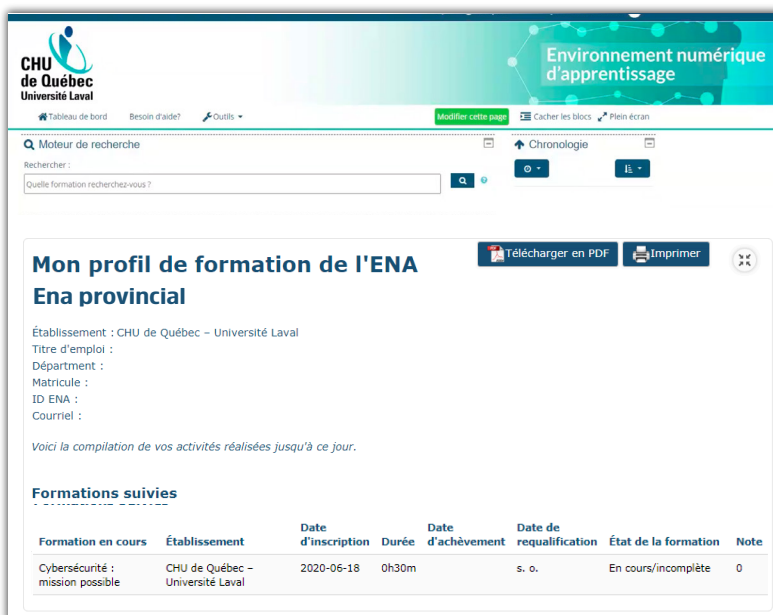 CHU
de Québec
Université Laval
Environnement numérique
d'apprentissage
Tableau de bord Besoin d'aide? Outils Modifier cette page Cacher les blocs Plein écran
Moteur de recherche
Rechercher :
Quelle formation recherchez-vous ?
Chronologie
Mon profil de formation de l'ENA
Ena provincial
Télécharger en PDF Imprimer
Établissement : CHU de Québec – Université Laval
Titre d'emploi :
Départment :
Matricule :
ID ENA :
Courriel :
Voici la compilation de vos activités réalisées jusqu'à ce jour.
Formations suivies
Formation en cours Établissement Date d'inscription Durée Date d'achèvement Date de requalification État de la formation Note
Cybersécurité : mission possible CHU de Québec – Université Laval 2020-06-18 0h30m s. o. En cours/incomplète 0